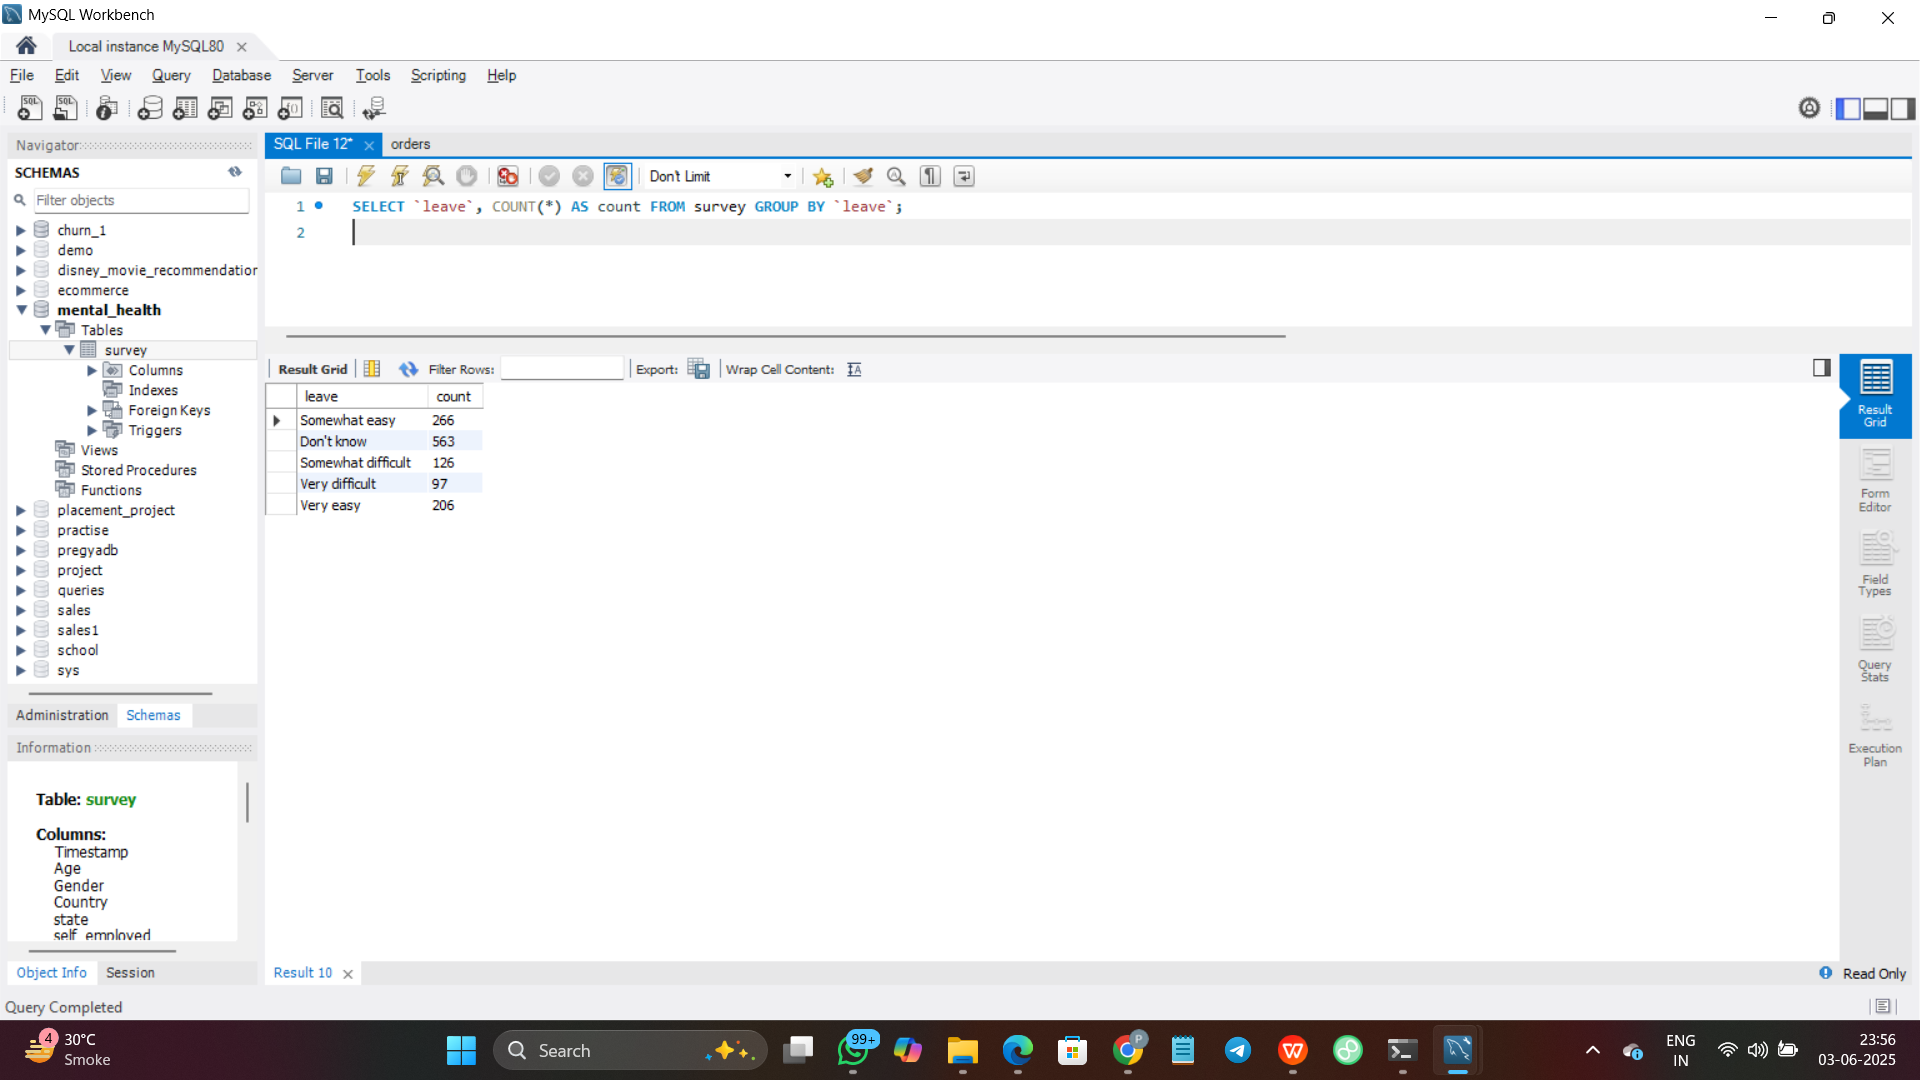 MySQL Workbench
Local instance MySQL80
File Edit View Query Database Server Tools Scripting Help
Navigator
SCHEMAS
Filter objects
churn_1
demo
disney_movie_recommendation
ecommerce
mental_health
Tables
survey
Columns
Indexes
Foreign Keys
Triggers
Views
Stored Procedures
Functions
placement_project
practise
pregyadb
project
queries
sales
sales1
school
sys
Administration Schemas
Information
Table: survey
Columns:
Timestamp
Age
Gender
Country
state
self_employed
Object Info Session
SQL File 12* orders
Don't Limit
1 SELECT `leave`, COUNT(*) AS count FROM survey GROUP BY `leave`;
2
Result Grid Filter Rows: Export: Wrap Cell Content:
leave count
Somewhat easy 266
Don't know 563
Somewhat difficult 126
Very difficult 97
Very easy 206
Result Grid
Form Editor
Field Types
Query Stats
Execution Plan
Result 10
Read Only
Query Completed
4
30°C
Smoke
Search
99+
P
ENG
IN
23:56
03-06-2025